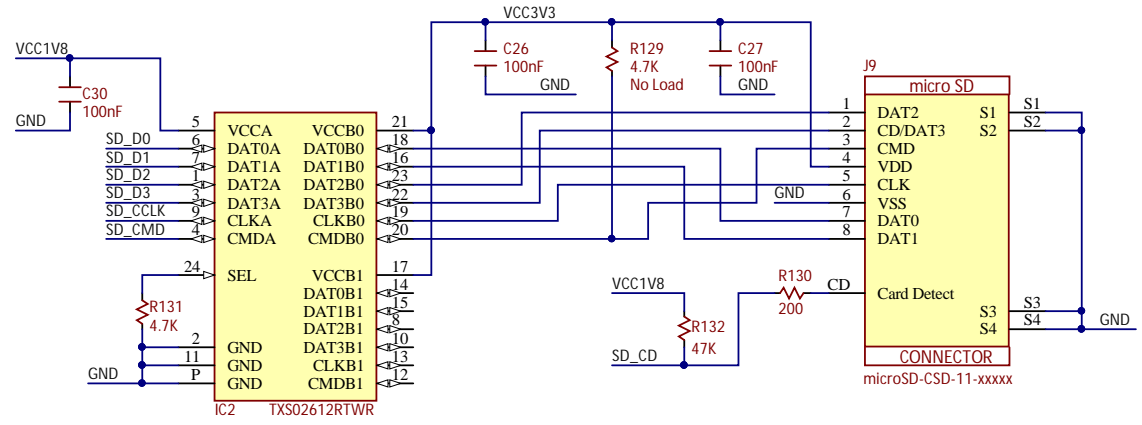 VCC3V3
VCC1V8
C30
100nF
GND
C26
100nF
GND
R129
4.7K
No Load
C27
100nF
GND
J9
micro SD
1 DAT2 S1 S1
2 CD/DAT3 S2 S2
3 CMD
4 VDD
5 CLK
GND 6 VSS
7 DAT0
8 DAT1
CD Card Detect
S3 S3
S4 S4 GND
CONNECTOR
microSD-CSD-11-xxxxx
5 VCCA VCCB0 21
SD_D0 6 DAT0A DAT0B0 18
SD_D1 7 DAT1A DAT1B0 16
SD_D2 1 DAT2A DAT2B0 23
SD_D3 3 DAT3A DAT3B0 22
SD_CCLK 9 CLKA CLKB0 19
SD_CMD 4 CMDA CMDB0 20
24 SEL VCCB1 17
DAT0B1 14
DAT1B1 15
DAT2B1 8
2 GND DAT3B1 10
11 GND CLKB1 13
GND P GND CMDB1 12
R131
4.7K
IC2 TXS02612RTWR
VCC1V8
R130
200
R132
47K
SD_CD